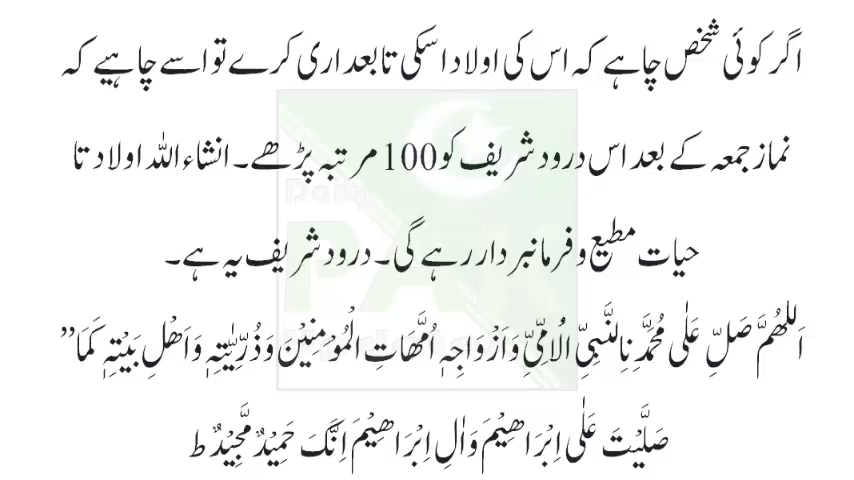 اگر کوئی شخص چاہے کہ اس کی اولاد اسکی تابعداری کرے تو اسے چاہیے کہ
نماز جمعہ کے بعد اس درود شریف کو 100 مرتبہ پڑھے۔ انشاء اللہ اولاد تا
حیات مطیع و فرمانبردار رہے گی۔ درود شریف یہ ہے۔
اَللّٰھُمَّ صَلِّ عَلٰی مُحَمَّدِنِالنَّبِیِّ الْاُمِّیِّ وَاَزْوَاجِہٖ اُمَّھَاتِ الْمُؤْمِنِیْنَ وَذُرِّیَّتِہٖ وَاَھْلِ بَیْتِہٖ کَمَا”
صَلَّیْتَ عَلٰی اِبْرَاھِیْمَ وَاٰلِ اِبْرَاھِیْمَ اِنَّکَ حَمِیْدٌ مَّجِیْدٌ ط